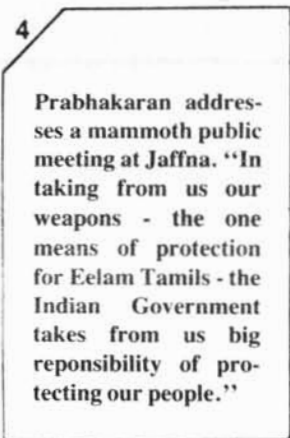 4
Prabhakaran addres-
ses a mammoth public
meeting at Jaffna. “In
taking from us our
weapons - the one
means of protection
for Eelam Tamils - the
Indian Government
takes from us big
reponsibility of pro-
tecting our people.”